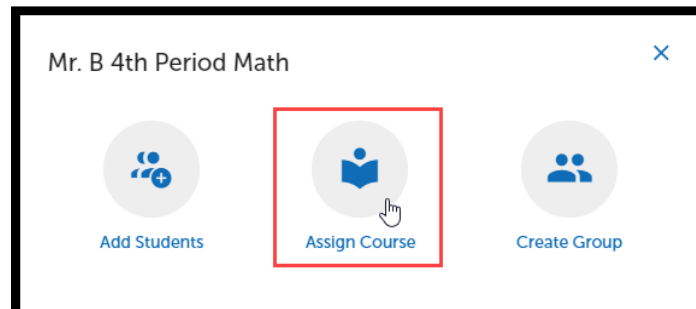 Mr. B 4th Period Math
Add Students
Assign Course
Create Group